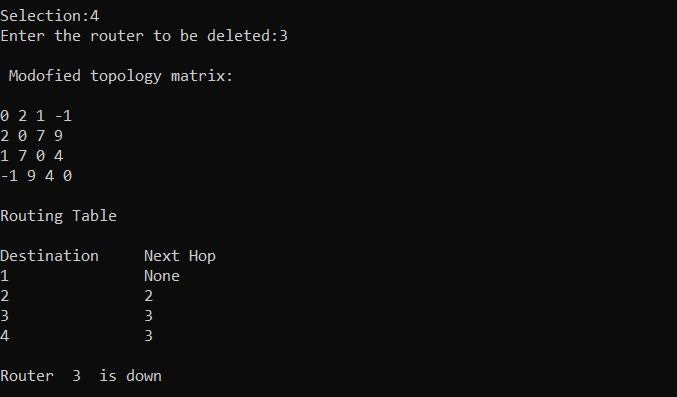 Selection:4
Enter the router to be deleted:3
Modofied topology matrix:
0 2 1 -1
2 0 7 9
1 7 0 4
-1 9 4 0
Routing Table
Destination     Next Hop
1               None
2               2
3               3
4               3
Router  3  is down